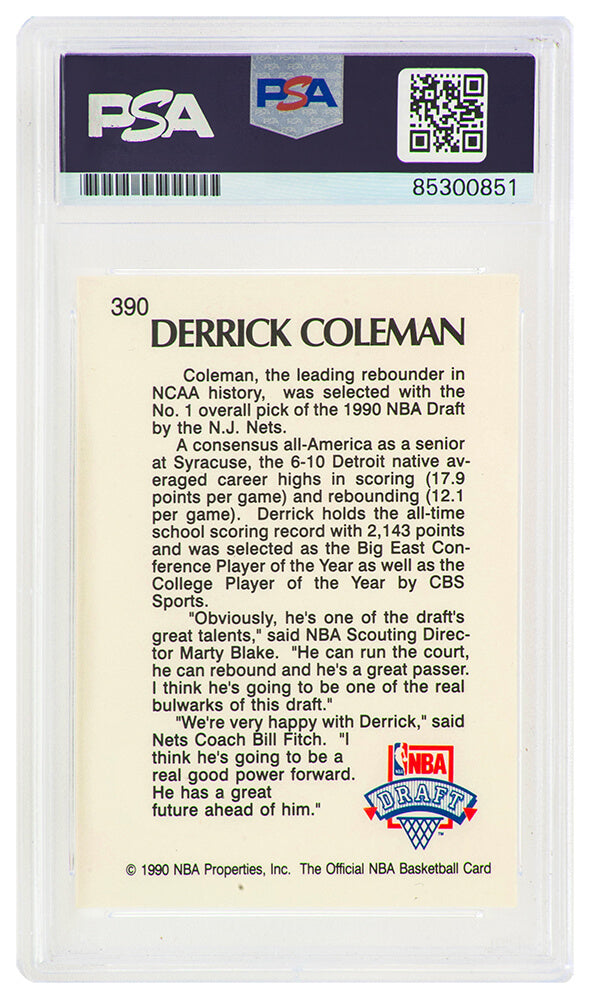 PSA
PSA
85300851
390
DERRICK COLEMAN
Coleman, the leading rebounder in
NCAA history, was selected with the
No. 1 overall pick of the 1990 NBA Draft
by the N.J. Nets.
A consensus all-America as a senior
at Syracuse, the 6-10 Detroit native av-
eraged career highs in scoring (17.9
points per game) and rebounding (12.1
per game). Derrick holds the all-time
school scoring record with 2,143 points
and was selected as the Big East Con-
ference Player of the Year as well as the
College Player of the Year by CBS
Sports.
"Obviously, he's one of the draft's
great talents," said NBA Scouting Direc-
tor Marty Blake. "He can run the court,
he can rebound and he's a great passer.
I think he's going to be one of the real
bulwarks of this draft."
"We're very happy with Derrick," said
Nets Coach Bill Fitch. "I
think he's going to be a
real good power forward.
He has a great
future ahead of him."
NBA
DRAFT
TM
© 1990 NBA Properties, Inc. The Official NBA Basketball Card